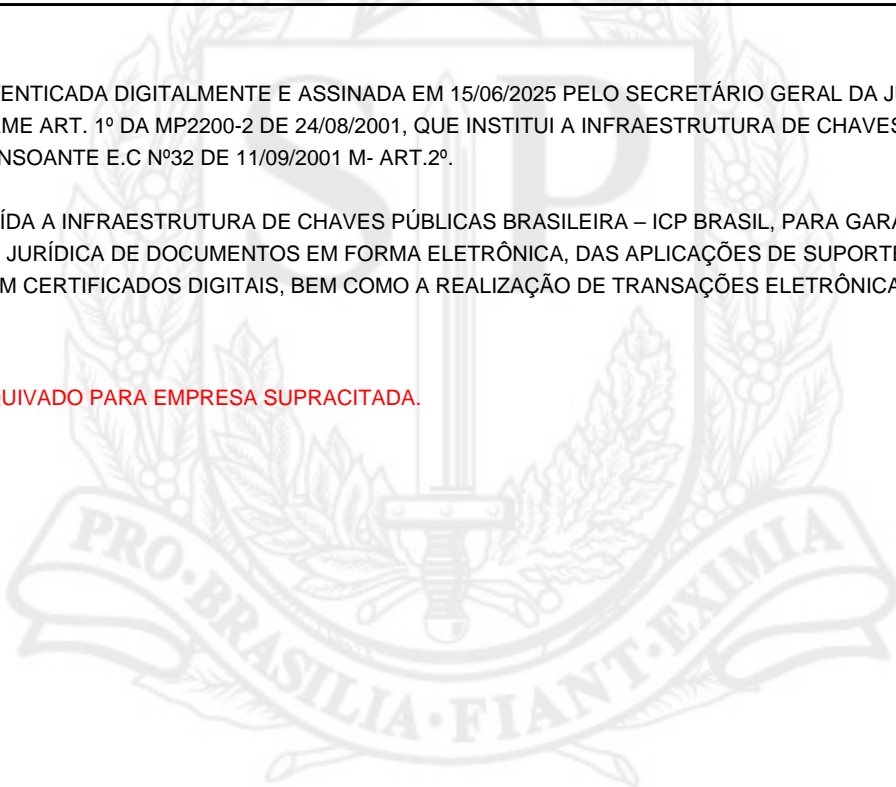 ENTICADA DIGITALMENTE E ASSINADA EM 15/06/2025 PELO SECRETÁRIO GERAL DA J
ME ART. 1º DA MP2200-2 DE 24/08/2001, QUE INSTITUI A INFRAESTRUTURA DE CHAVES
NSOANTE E.C Nº32 DE 11/09/2001 M- ART.2º.
ÍDA A INFRAESTRUTURA DE CHAVES PÚBLICAS BRASILEIRA – ICP BRASIL, PARA GARA
JURÍDICA DE DOCUMENTOS EM FORMA ELETRÔNICA, DAS APLICAÇÕES DE SUPORTE
M CERTIFICADOS DIGITAIS, BEM COMO A REALIZAÇÃO DE TRANSAÇÕES ELETRÔNICA
UIVADO PARA EMPRESA SUPRACITADA.
SP
PRO·BRASILIA·FIANT·EXIMIA